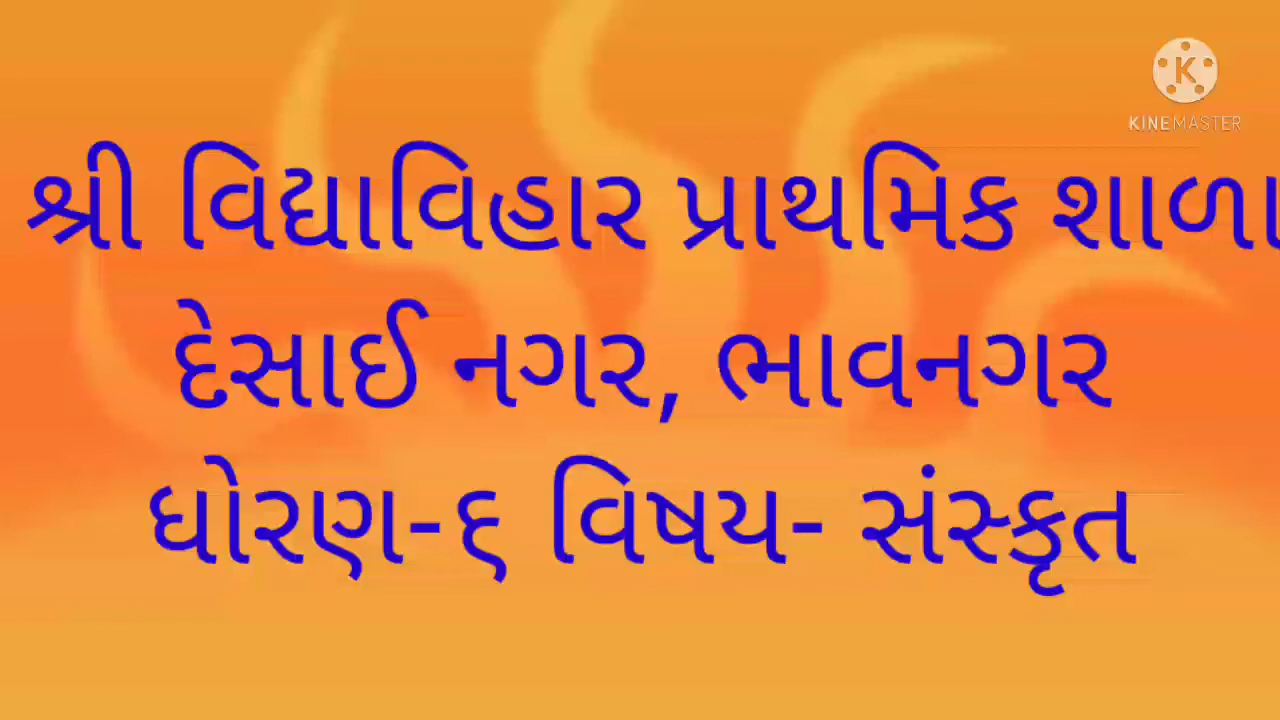 KINEMASTER
શ્રી વિદ્યાવિહાર પ્રાથમિક શાળા
દેસાઈ નગર, ભાવનગર
ધોરણ-૬ વિષય- સંસ્કૃત